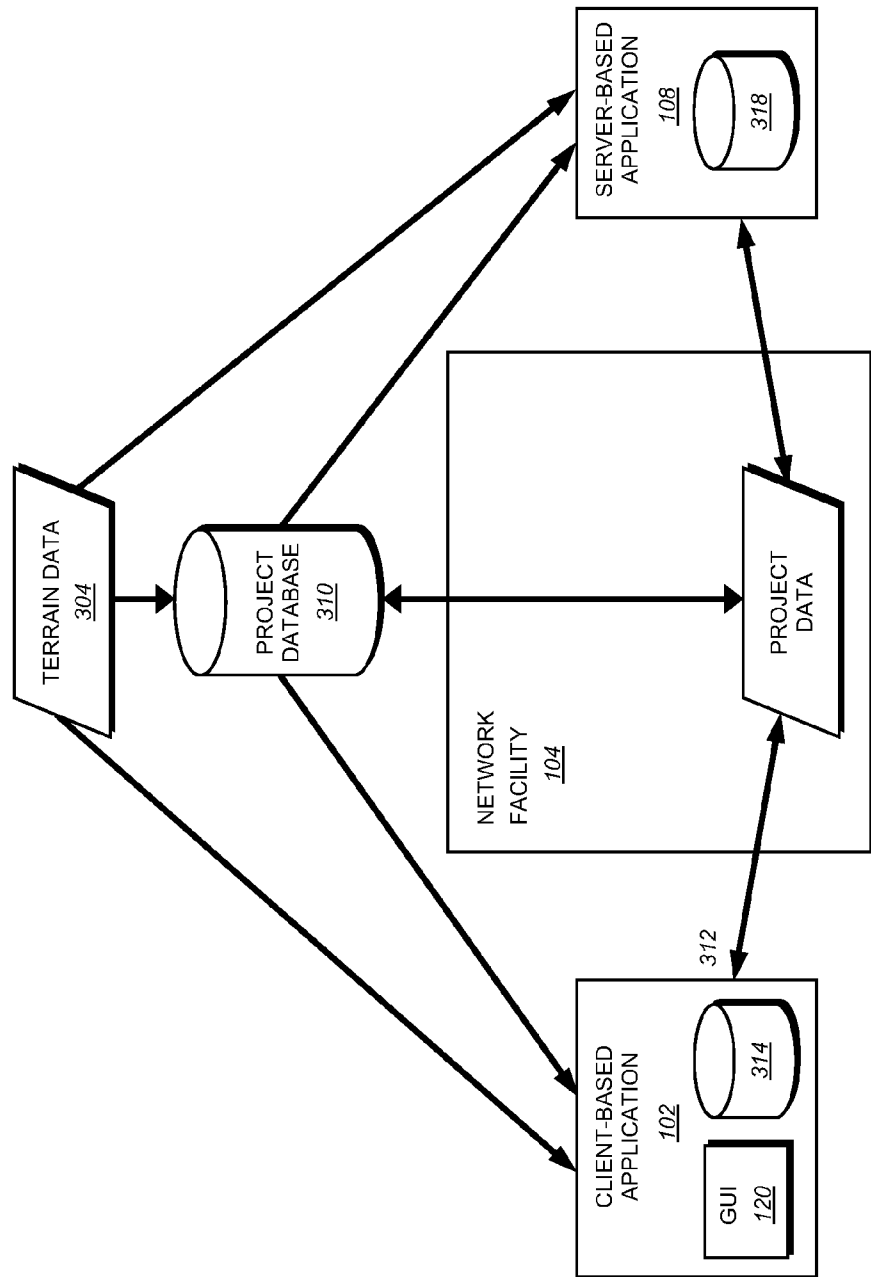 TERRAIN DATA
304
PROJECT
DATABASE
310
NETWORK
FACILITY
104
CLIENT-BASED
APPLICATION
102
GUI
120
314
312
PROJECT
DATA
SERVER-BASED
APPLICATION
108
318